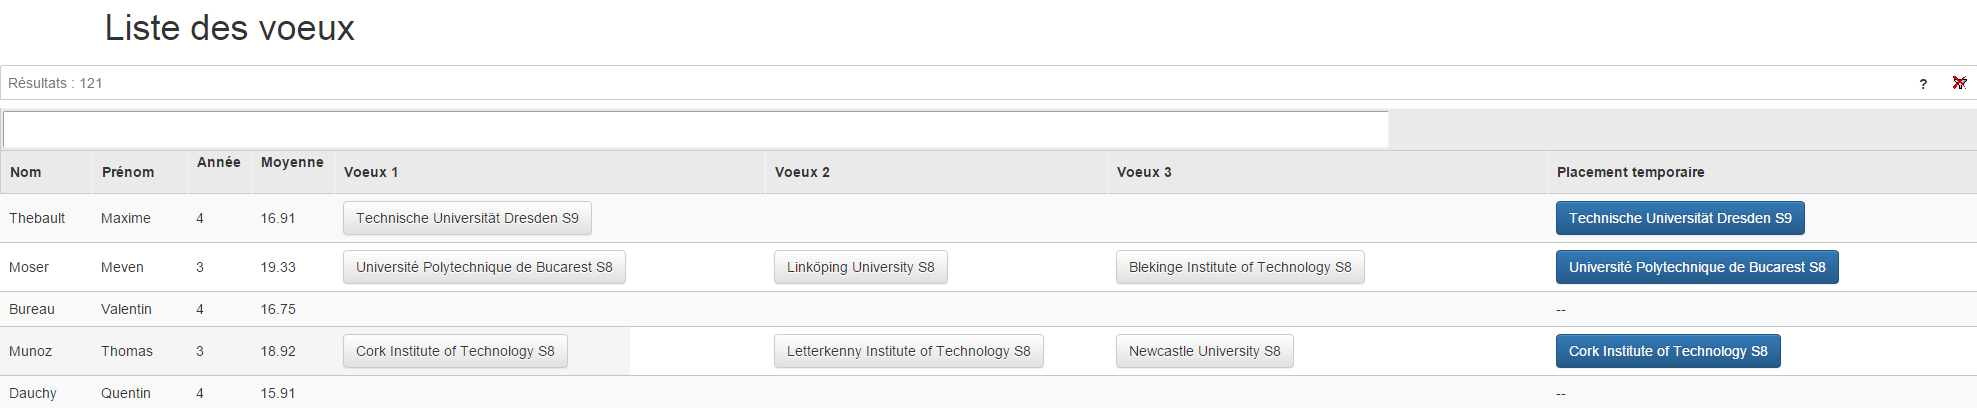 Liste des voeux
Résultats : 121 ?
Nom Prénom Année Moyenne Voeux 1 Voeux 2 Voeux 3 Placement temporaire
Thebault Maxime 4 16.91 Technische Universität Dresden S9 Technische Universität Dresden S9
Moser Meven 3 19.33 Université Polytechnique de Bucarest S8 Linköping University S8 Blekinge Institute of Technology S8 Université Polytechnique de Bucarest S8
Bureau Valentin 4 16.75 --
Munoz Thomas 3 18.92 Cork Institute of Technology S8 Letterkenny Institute of Technology S8 Newcastle University S8 Cork Institute of Technology S8
Dauchy Quentin 4 15.91 --